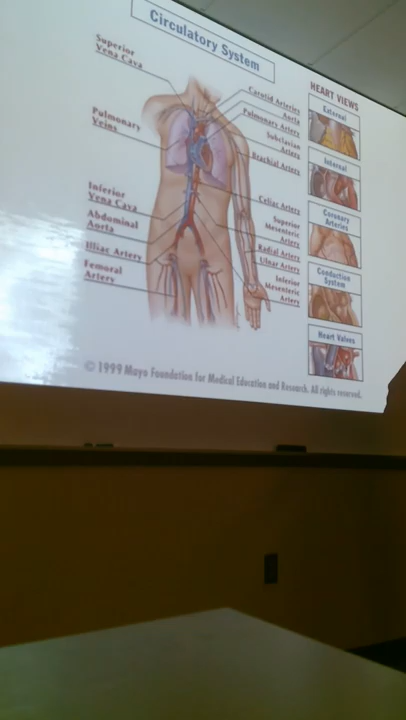 Circulatory System
Superior
Vena Cava
Pulmonary
Veins
Inferior
Vena Cava
Abdominal
Aorta
Illiac Artery
Femoral
Artery
Carotid Arteries
Aorta
Pulmonary Artery
Subclavian
Artery
Brachial Artery
Celiac Artery
Superior
Mesenteric
Artery
Radial Artery
Ulnar Artery
Inferior
Mesenteric
Artery
HEART VIEWS
External
Internal
Coronary
Arteries
Conduction
System
Heart Valves
© 1999 Mayo Foundation for Medical Education and Research. All rights reserved.